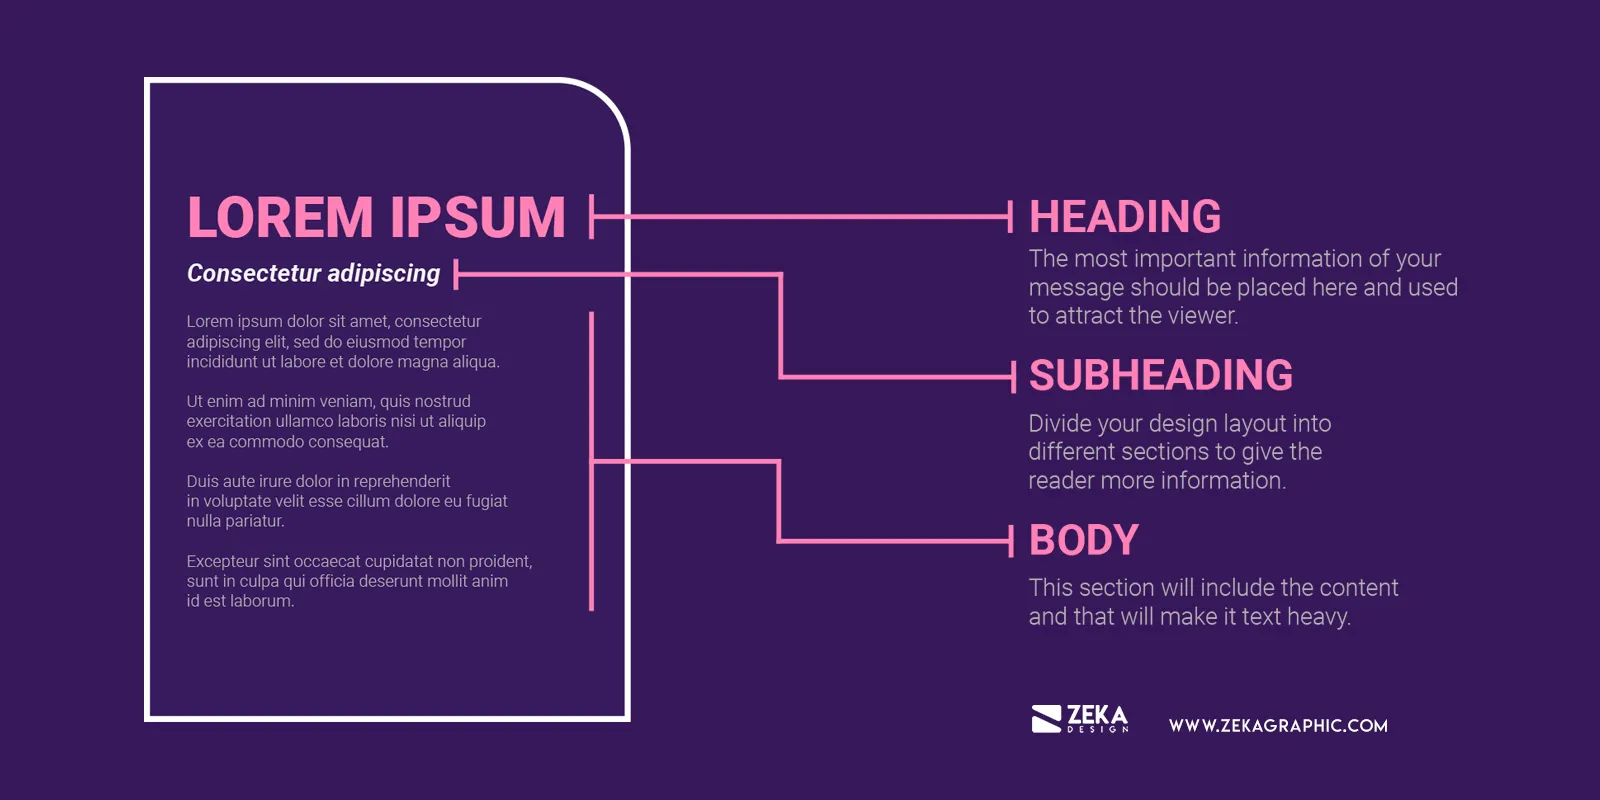 LOREM IPSUM
Consectetur adipiscing
Lorem ipsum dolor sit amet, consectetur
adipiscing elit, sed do eiusmod tempor
incididunt ut labore et dolore magna aliqua.
Ut enim ad minim veniam, quis nostrud
exercitation ullamco laboris nisi ut aliquip
ex ea commodo consequat.
Duis aute irure dolor in reprehenderit
in voluptate velit esse cillum dolore eu fugiat
nulla pariatur.
Excepteur sint occaecat cupidatat non proident,
sunt in culpa qui officia deserunt mollit anim
id est laborum.
HEADING
The most important information of your
message should be placed here and used
to attract the viewer.
SUBHEADING
Divide your design layout into
different sections to give the
reader more information.
BODY
This section will include the content
and that will make it text heavy.
ZEKA
DESIGN
WWW.ZEKAGRAPHIC.COM